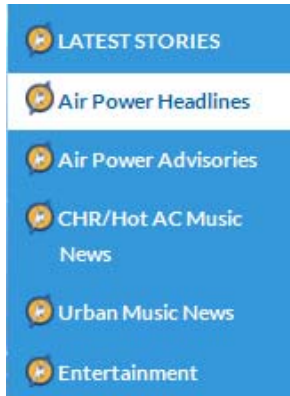 LATEST STORIES
Air Power Headlines
Air Power Advisories
CHR/Hot AC Music
News
Urban Music News
Entertainment